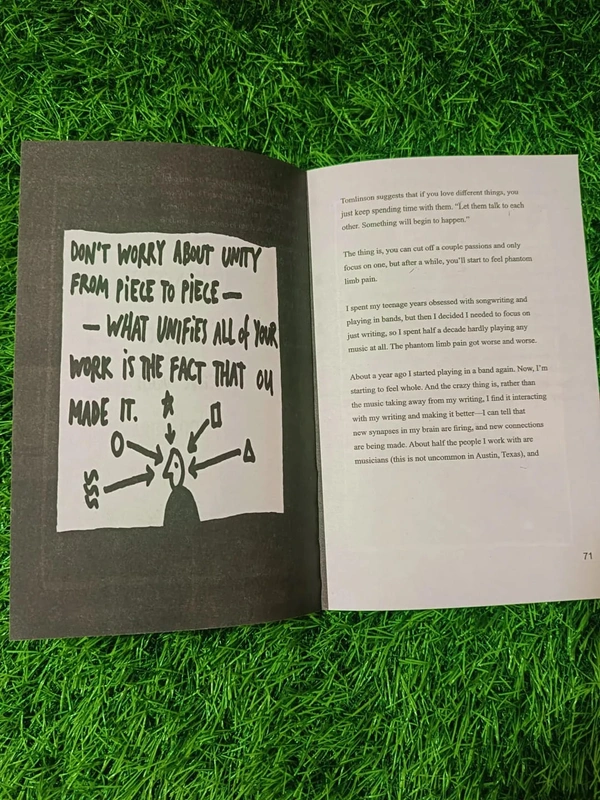 DON'T WORRY ABOUT UNITY
FROM PIECE TO PIECE —
— WHAT UNIFIES ALL OF YOUR
WORK IS THE FACT THAT OU
MADE IT.
SSS
Tomlinson suggests that if you love different things, you
just keep spending time with them. “Let them talk to each
other. Something will begin to happen.”
The thing is, you can cut off a couple passions and only
focus on one, but after a while, you’ll start to feel phantom
limb pain.
I spent my teenage years obsessed with songwriting and
playing in bands, but then I decided I needed to focus on
just writing, so I spent half a decade hardly playing any
music at all. The phantom limb pain got worse and worse.
About a year ago I started playing in a band again. Now, I’m
starting to feel whole. And the crazy thing is, rather than
the music taking away from my writing, I find it interacting
with my writing and making it better—I can tell that
new synapses in my brain are firing, and new connections
are being made. About half the people I work with are
musicians (this is not uncommon in Austin, Texas), and
71